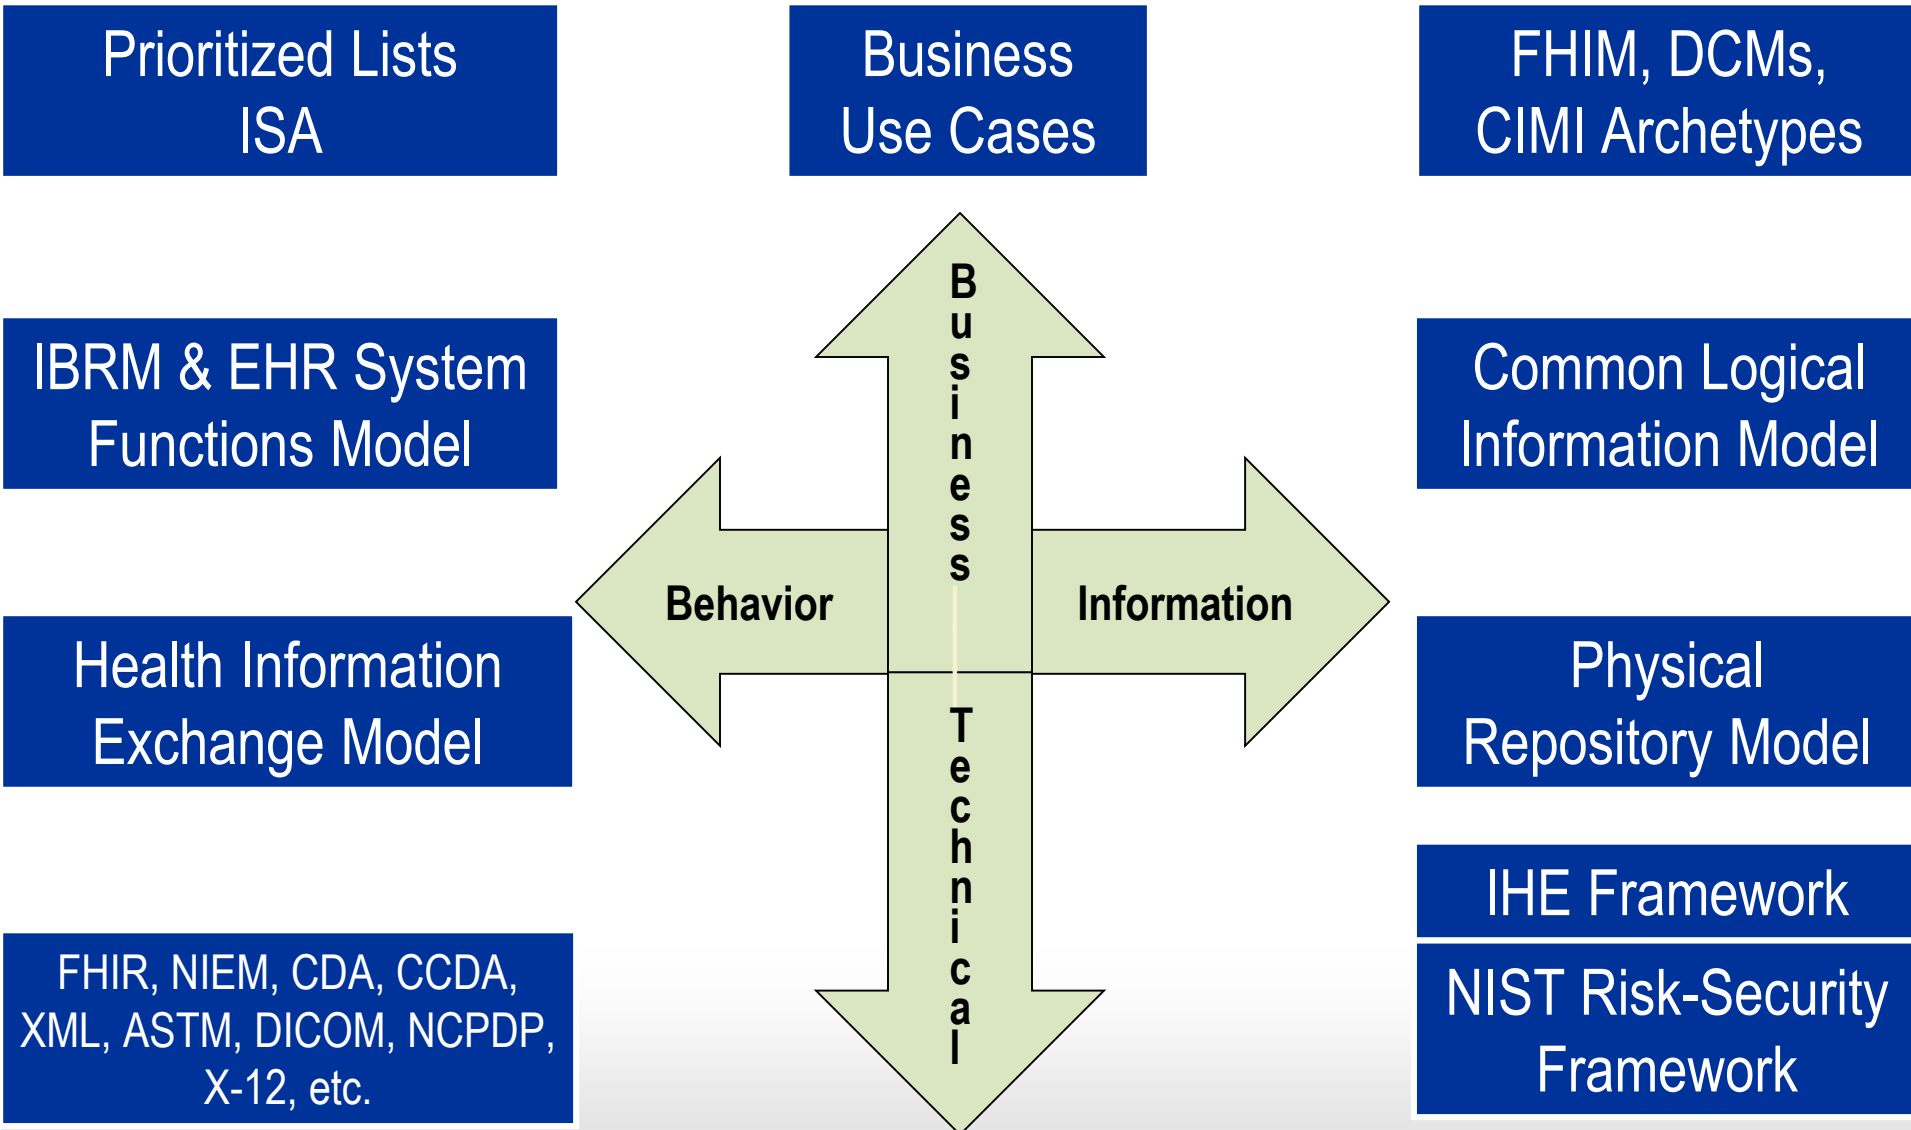 Prioritized Lists
ISA
Business
Use Cases
FHIM, DCMs,
CIMI Archetypes
IBRM & EHR System
Functions Model
Business
Common Logical
Information Model
Behavior
Information
Health Information
Exchange Model
Technical
Physical
Repository Model
FHIR, NIEM, CDA, CCDA,
XML, ASTM, DICOM, NCPDP,
X-12, etc.
IHE Framework
NIST Risk-Security
Framework